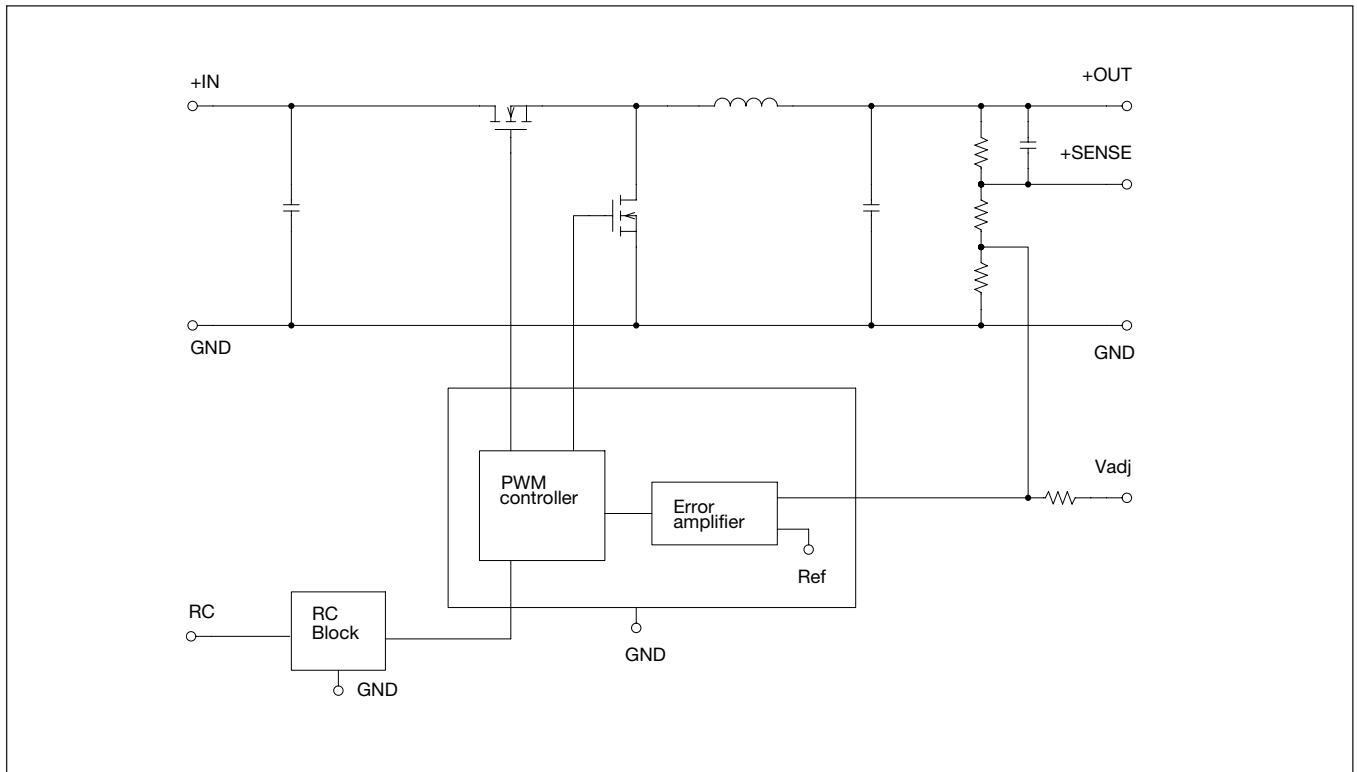 +IN
+OUT
+SENSE
GND
GND
PWM
controller
Error
amplifier
Vadj
Ref
RC
RC
Block
GND
GND